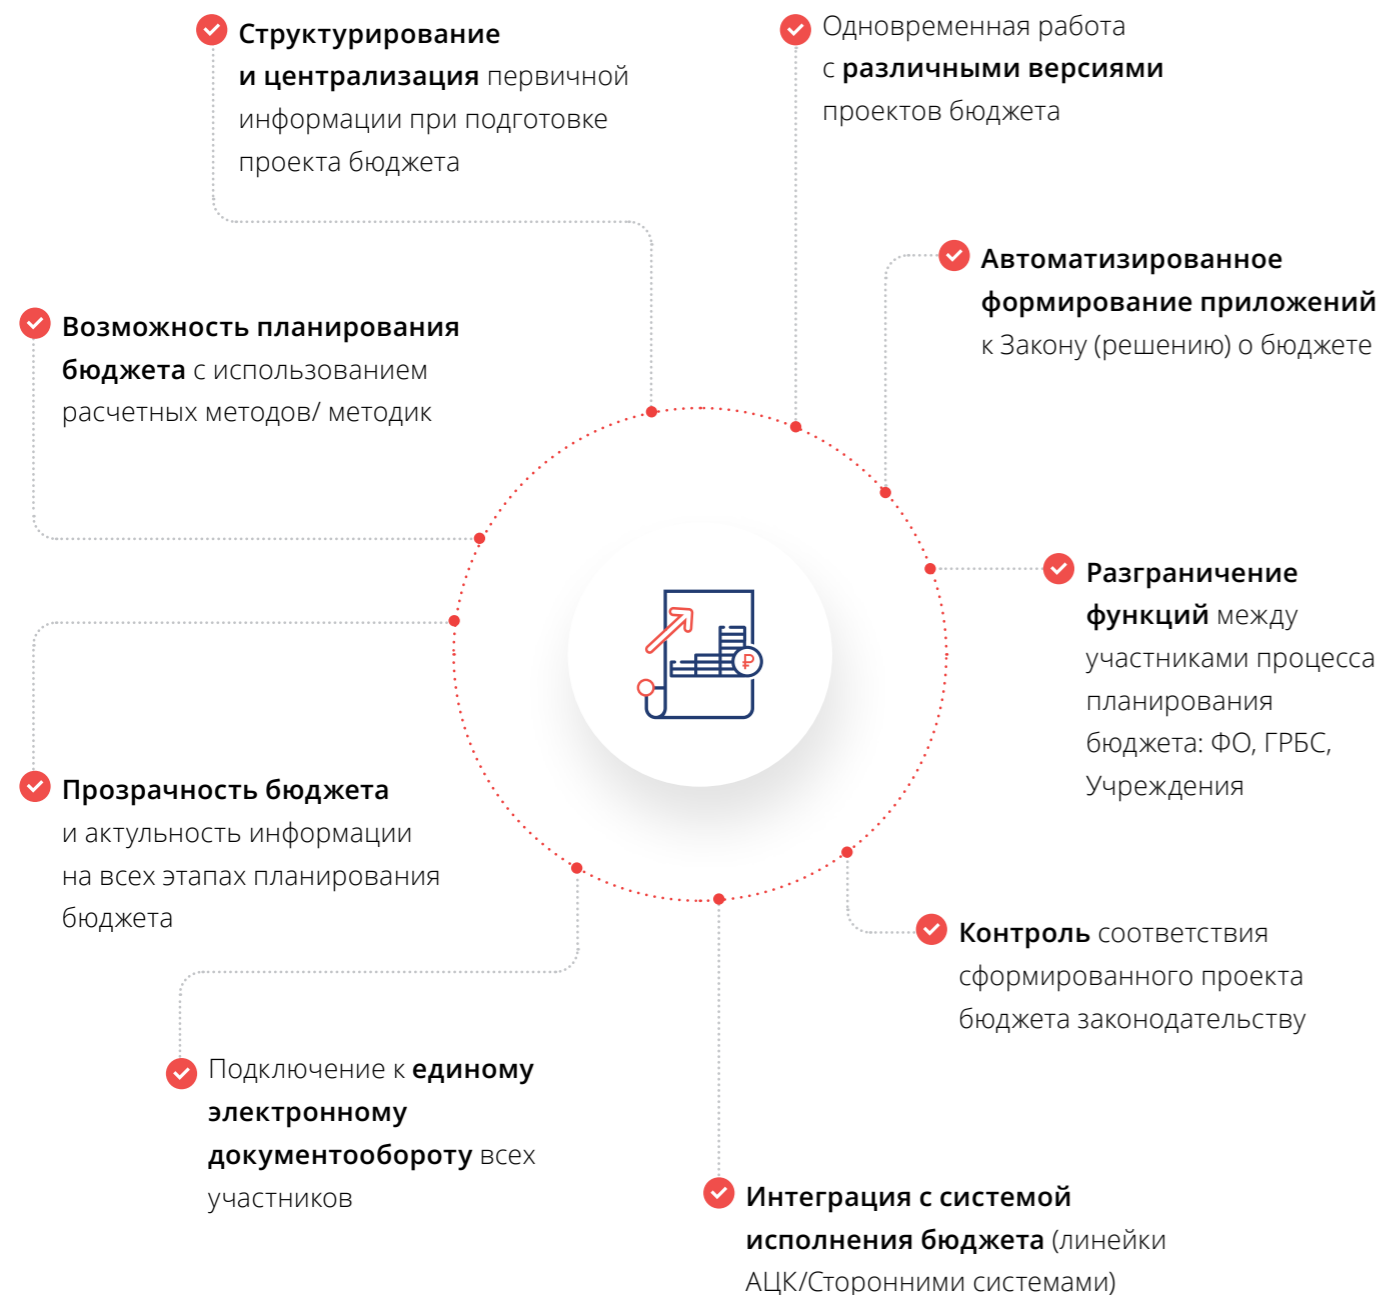 Структурирование
и централизация первичной
информации при подготовке
проекта бюджета
Одновременная работа
с различными версиями
проектов бюджета
Автоматизированное
формирование приложений
к Закону (решению) о бюджете
Возможность планирования
бюджета с использованием
расчетных методов/ методик
Разграничение
функций между
участниками процесса
планирования
бюджета: ФО, ГРБС,
Учреждения
Прозрачность бюджета
и актульность информации
на всех этапах планирования
бюджета
Контроль соответствия
сформированного проекта
бюджета законодательству
Подключение к единому
электронному
документообороту всех
участников
Интеграция с системой
исполнения бюджета (линейки
АЦК/Сторонними системами)
₽